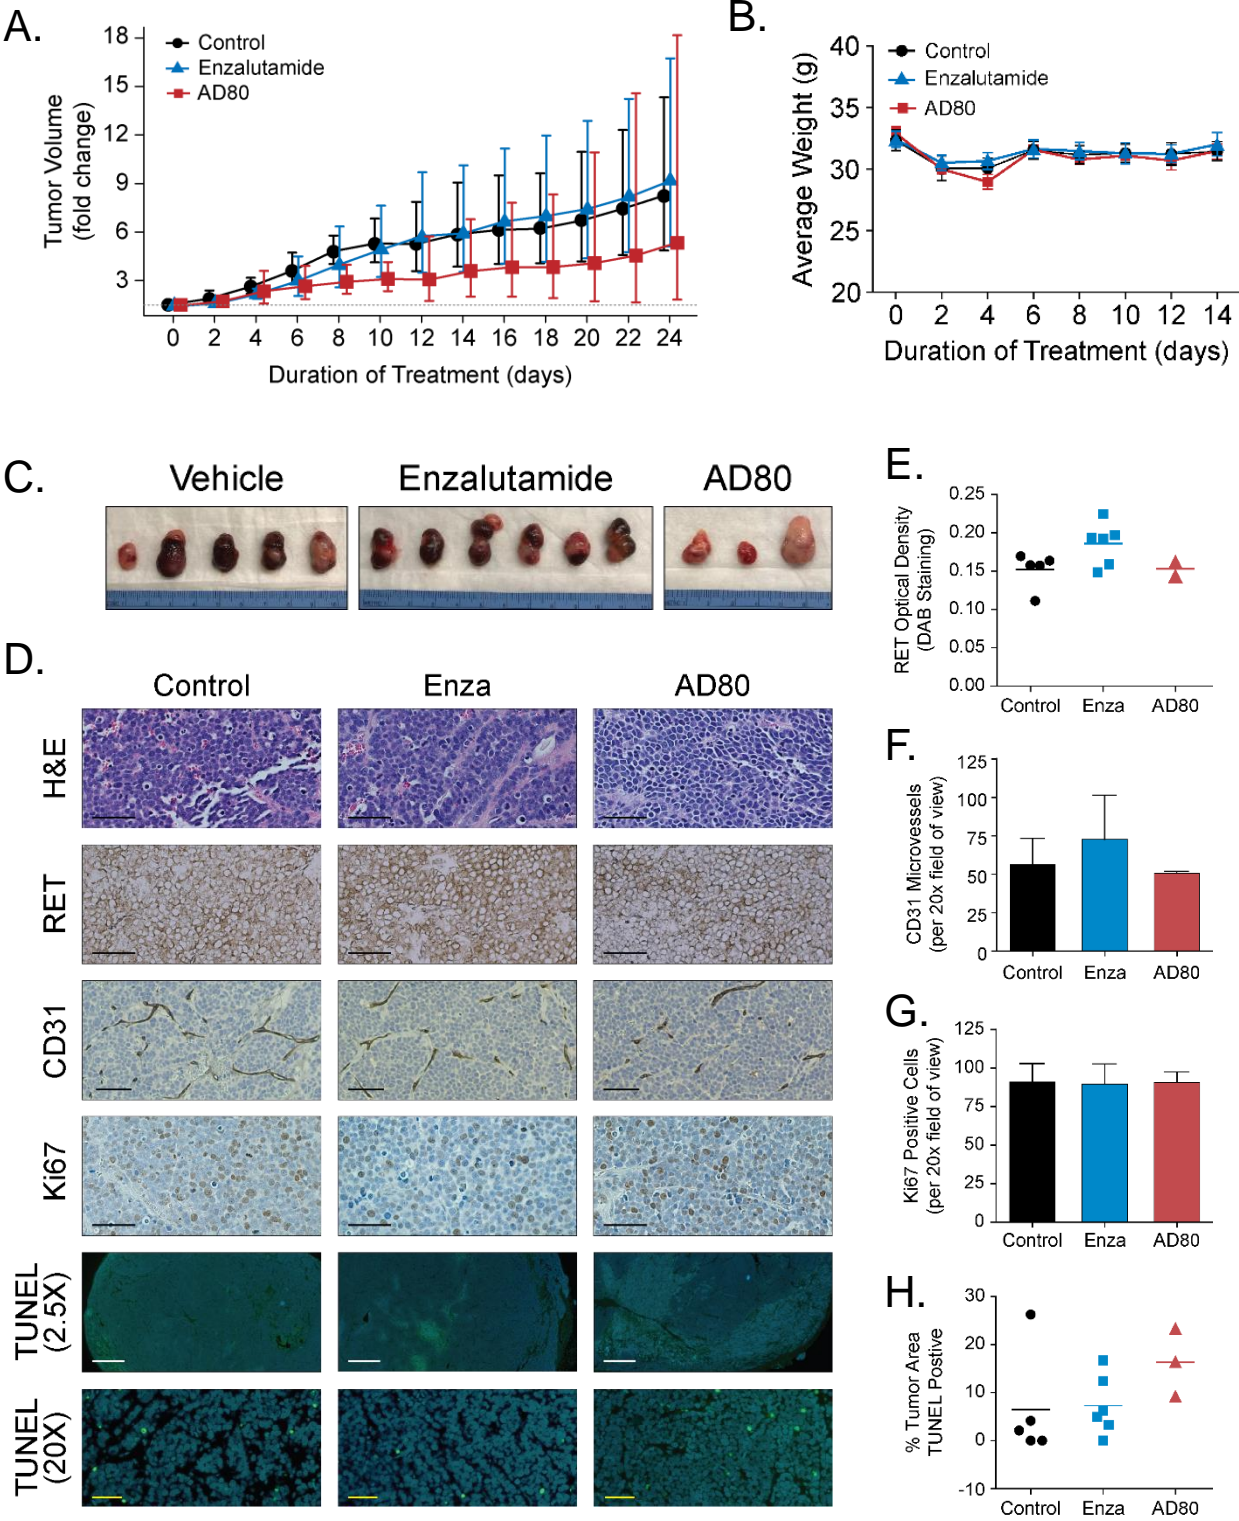 A.
18
15
12
9
6
3
Tumor Volume
(fold change)
Control
Enzalutamide
AD80
0 2 4 6 8 10 12 14 16 18 20 22 24
Duration of Treatment (days)
B.
40
35
30
25
20
Average Weight (g)
Control
Enzalutamide
AD80
0 2 4 6 8 10 12 14
Duration of Treatment (days)
C.
Vehicle Enzalutamide AD80
D.
Control Enza AD80
H&E
RET
CD31
Ki67
TUNEL
(2.5X)
TUNEL
(20X)
E.
RET Optical Density
(DAB Staining)
0.25
0.20
0.15
0.10
0.05
0.00
Control Enza AD80
F.
CD31 Microvessels
(per 20x field of view)
125
100
75
50
25
0
Control Enza AD80
G.
Ki67 Positive Cells
(per 20x field of view)
125
100
75
50
25
0
Control Enza AD80
H.
% Tumor Area
TUNEL Postive
30
20
10
0
-10
Control Enza AD80